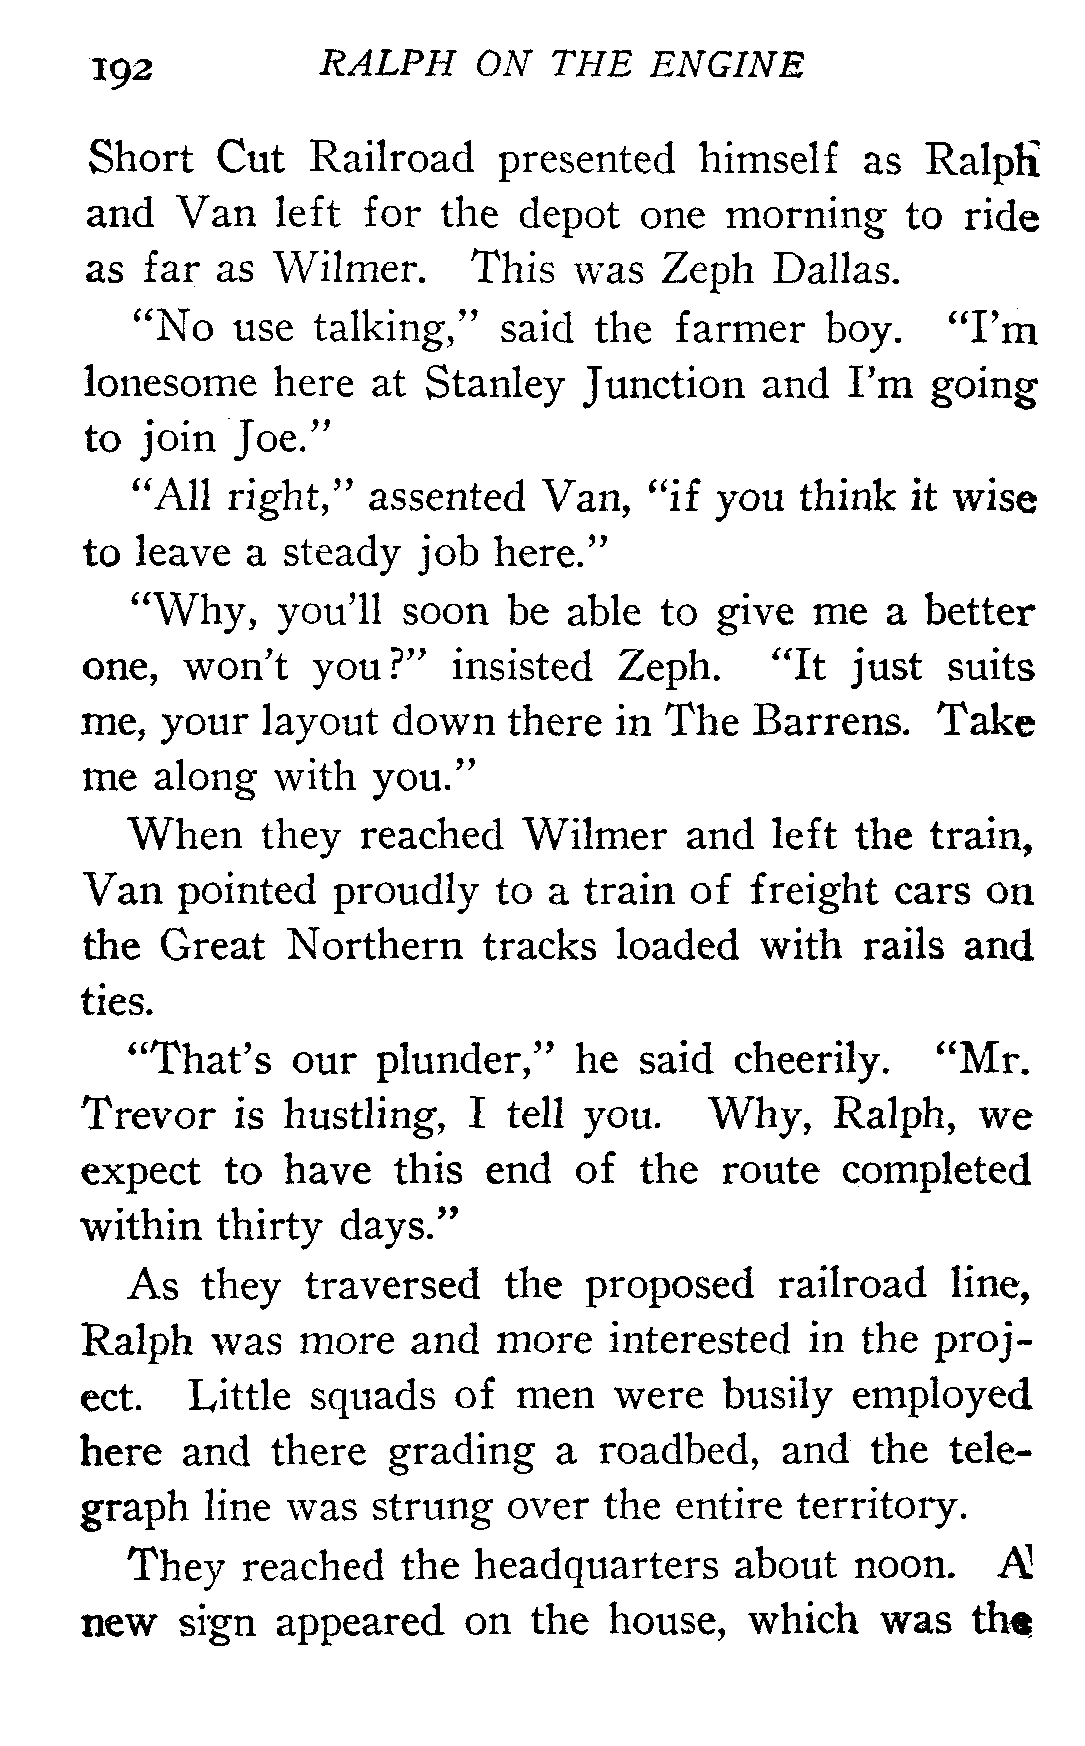 192 RALPH ON THE ENGINE
Short Cut Railroad presented himself as Ralph
and Van left for the depot one morning to ride
as far as Wilmer. This was Zeph Dallas.
"No use talking," said the farmer boy. "I'm
lonesome here at Stanley Junction and I'm going
to join Joe."
"All right," assented Van, "if you think it wise
to leave a steady job here."
"Why, you'll soon be able to give me a better
one, won't you?" insisted Zeph. "It just suits
me, your layout down there in The Barrens. Take
me along with you."
When they reached Wilmer and left the train,
Van pointed proudly to a train of freight cars on
the Great Northern tracks loaded with rails and
ties.
"That's our plunder," he said cheerily. "Mr.
Trevor is hustling, I tell you. Why, Ralph, we
expect to have this end of the route completed
within thirty days."
As they traversed the proposed railroad line,
Ralph was more and more interested in the proj-
ect. Little squads of men were busily employed
here and there grading a roadbed, and the tele-
graph line was strung over the entire territory.
They reached the headquarters about noon. A
new sign appeared on the house, which was the